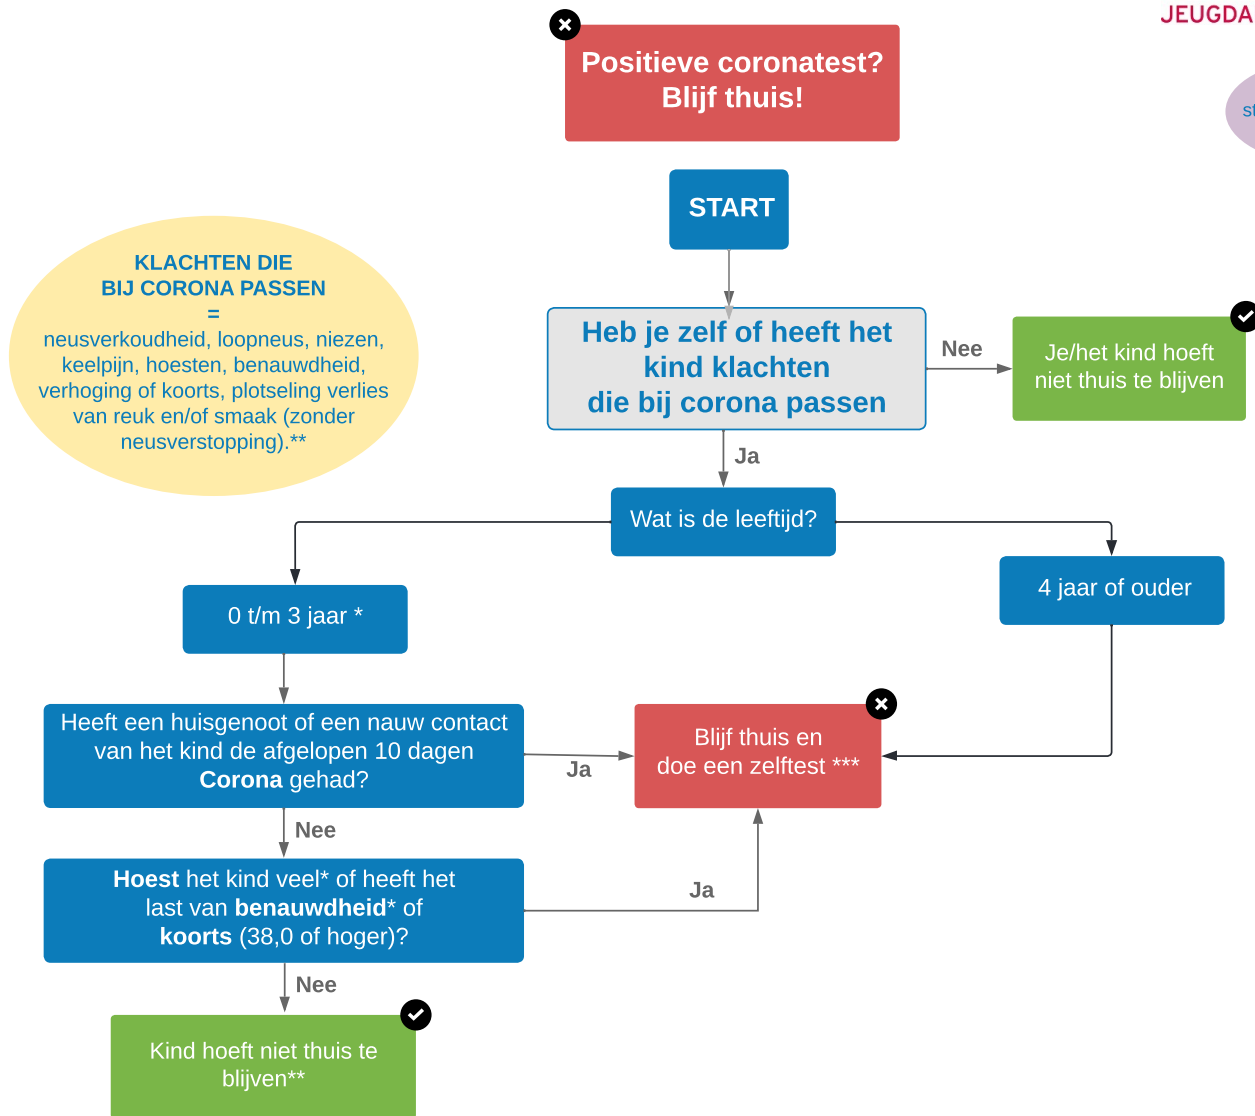 JEUGDA
Positieve coronatest?
Blijf thuis!
st
START
KLACHTEN DIE
BIJ CORONA PASSEN
=
neusverkoudheid, loopneus, niezen,
keelpijn, hoesten, benauwdheid,
verhoging of koorts, plotseling verlies
van reuk en/of smaak (zonder
neusverstopping).**
Heb je zelf of heeft het
kind klachten
die bij corona passen
Nee
Je/het kind hoeft
niet thuis te blijven
Ja
Wat is de leeftijd?
0 t/m 3 jaar *
4 jaar of ouder
Heeft een huisgenoot of een nauw contact
van het kind de afgelopen 10 dagen
Corona gehad?
Ja
Blijf thuis en
doe een zelftest ***
Nee
Hoest het kind veel* of heeft het
last van benauwdheid* of
koorts (38,0 of hoger)?
Ja
Nee
Kind hoeft niet thuis te
blijven**